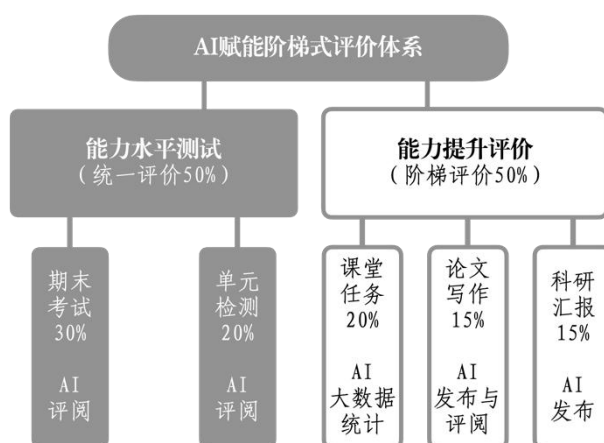 AI赋能阶梯式评价体系
能力水平测试
（统一评价50%）
能力提升评价
（阶梯评价50%）
期末
考试
30%
AI
评阅
单元
检测
20%
AI
评阅
课堂
任务
20%
AI
大数据
统计
论文
写作
15%
AI
发布与
评阅
科研
汇报
15%
AI
发布